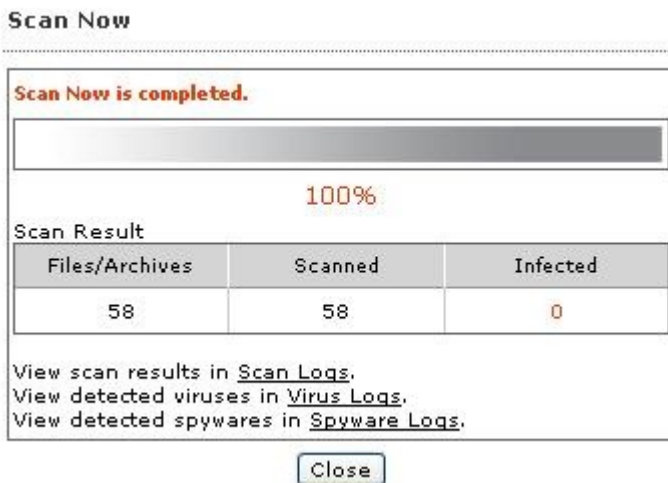 Scan Now
Scan Now is completed.
100%
Scan Result
Files/Archives Scanned Infected
58 58 0
View scan results in Scan Logs.
View detected viruses in Virus Logs.
View detected spywares in Spyware Logs.
Close